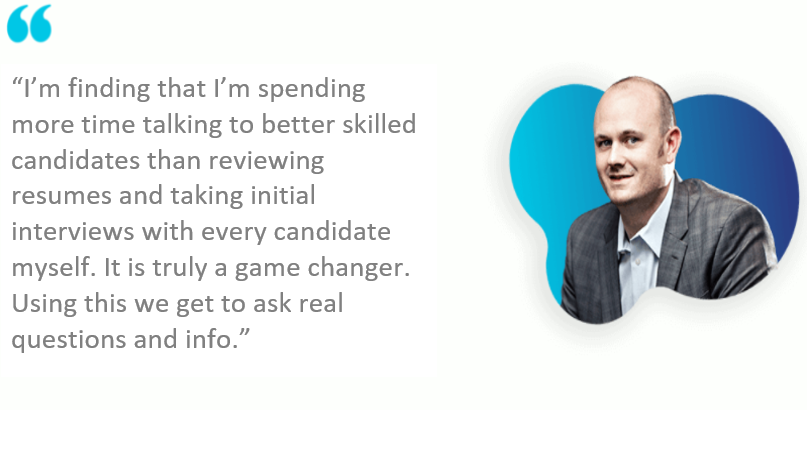 “I’m finding that I’m spending
more time talking to better skilled
candidates than reviewing
resumes and taking initial
interviews with every candidate
myself. It is truly a game changer.
Using this we get to ask real
questions and info.”